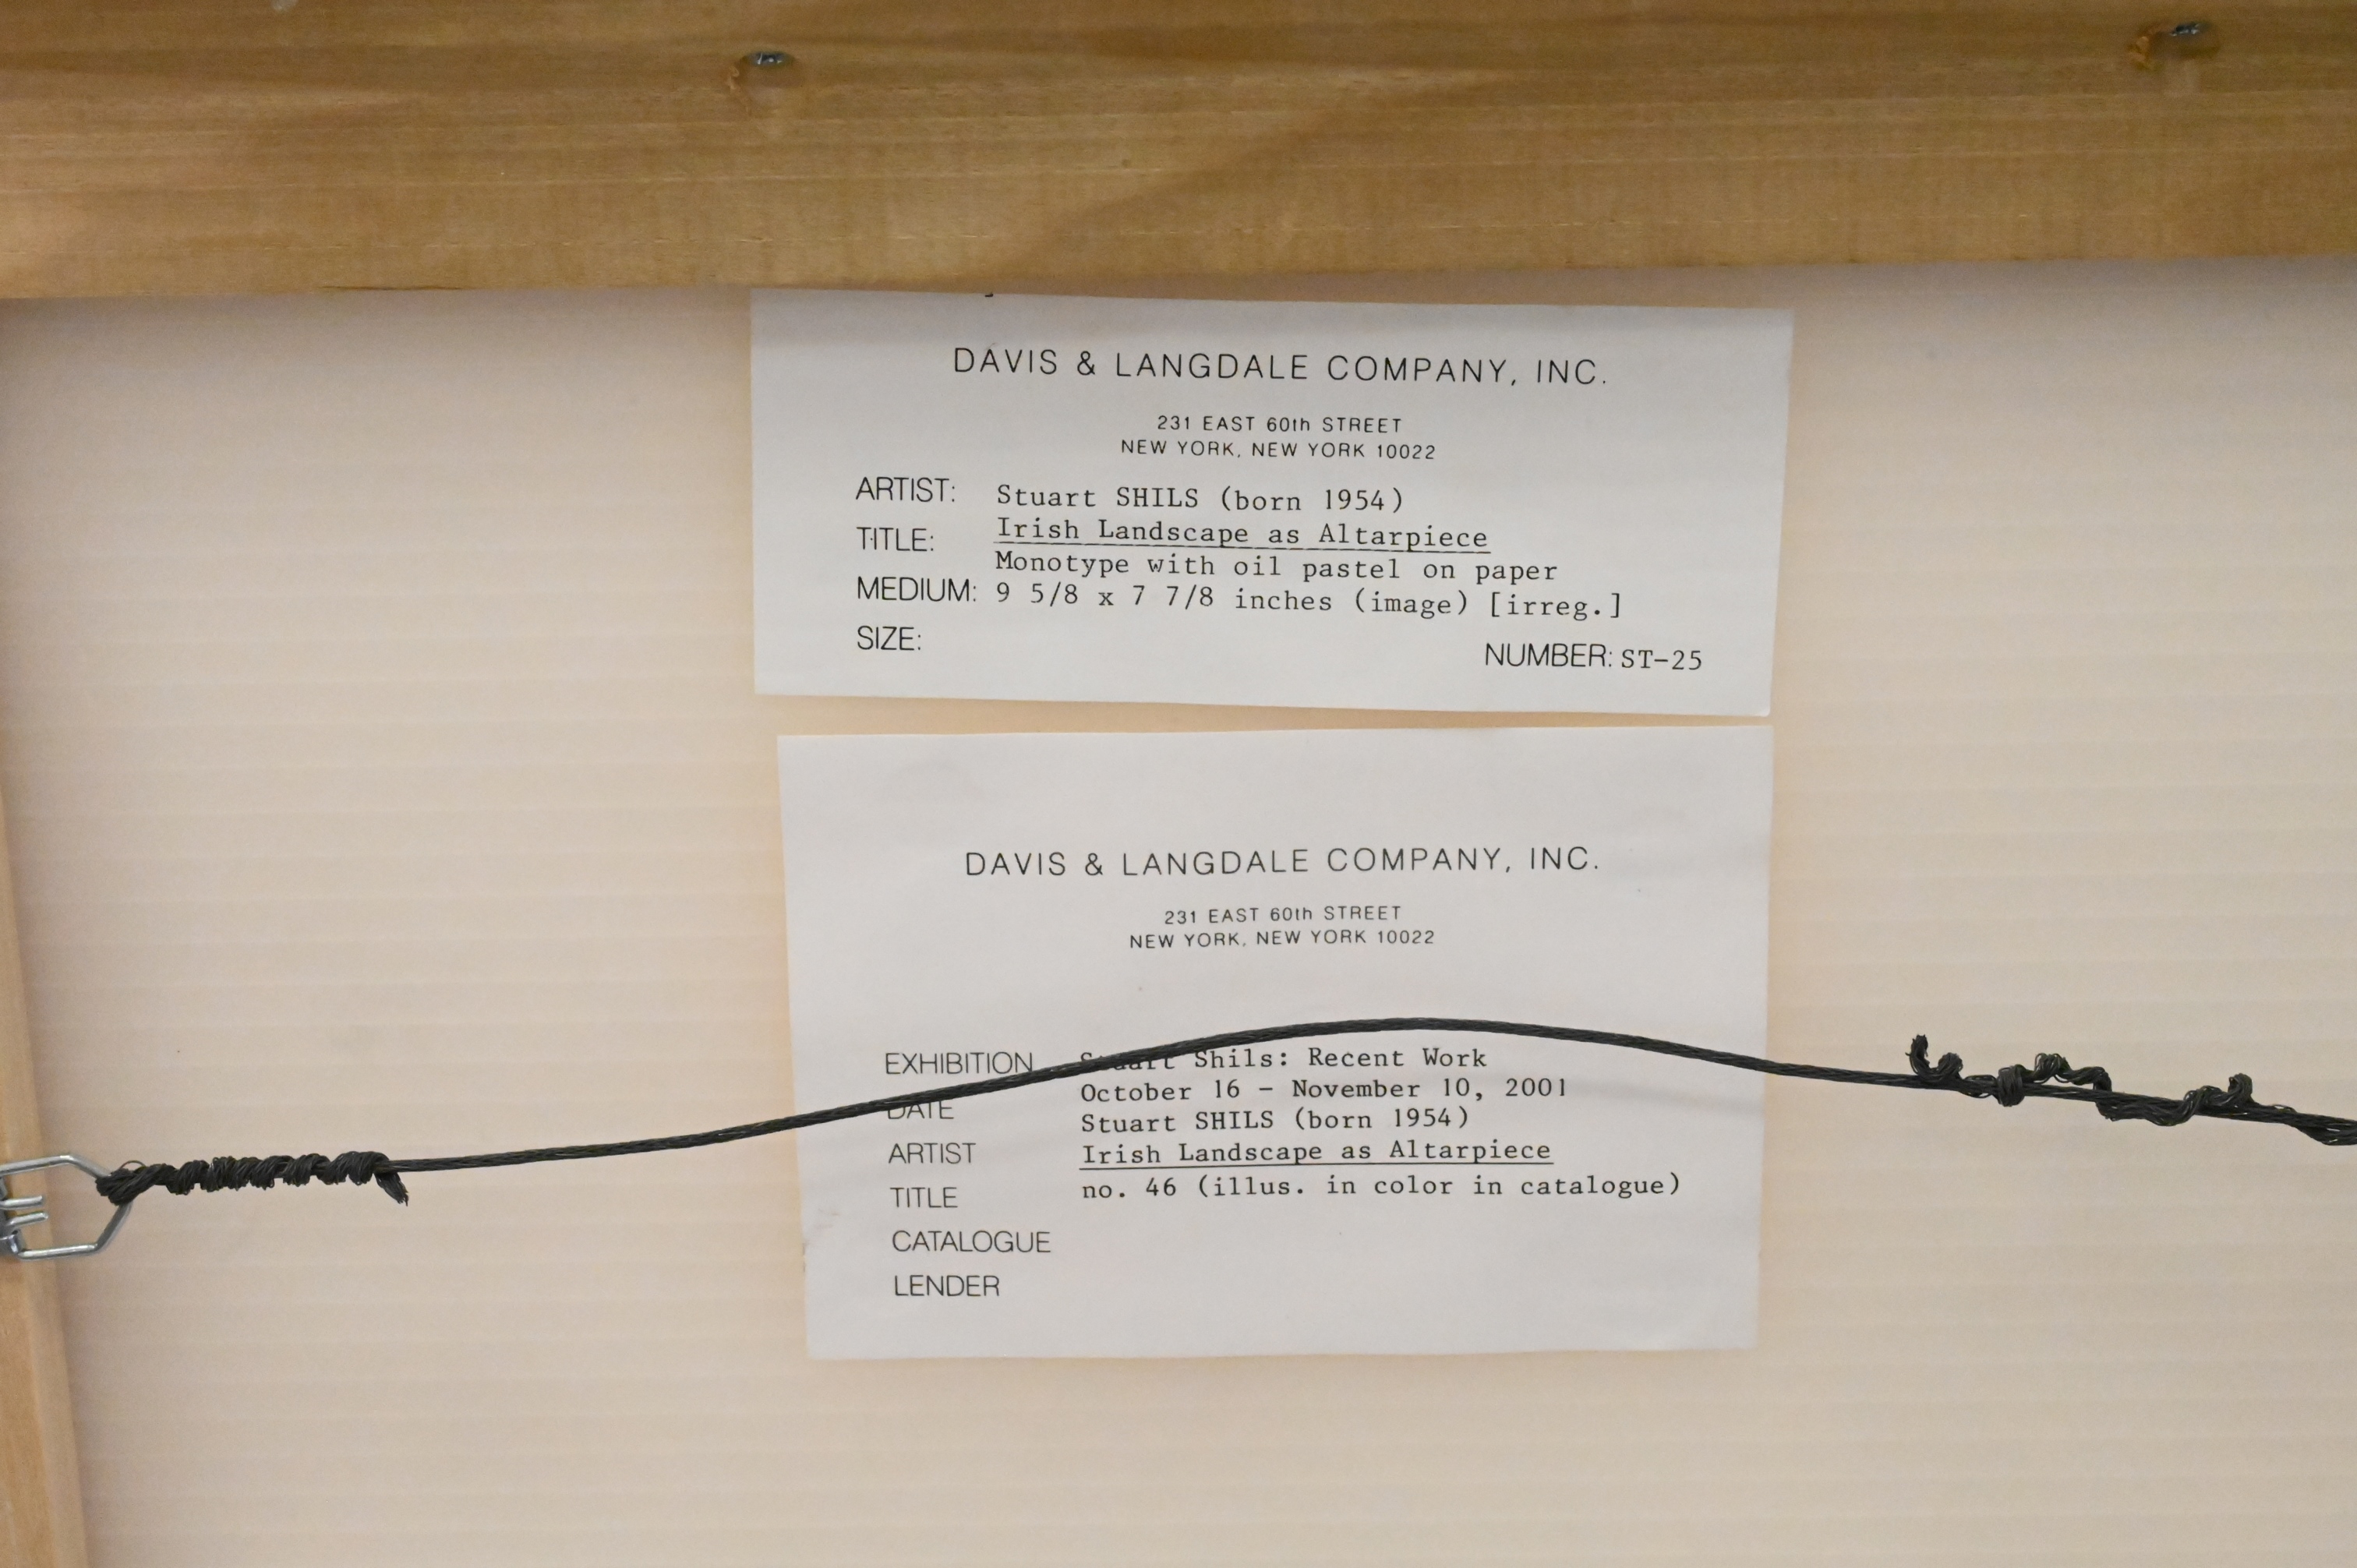 DAVIS & LANGDALE COMPANY, INC.
231 EAST 60th STREET
NEW YORK, NEW YORK 10022
ARTIST: Stuart SHILS (born 1954)
TITLE: Irish Landscape as Altarpiece
Monotype with oil pastel on paper
MEDIUM: 9 5/8 x 7 7/8 inches (image) [irreg.]
SIZE:
NUMBER: ST-25
DAVIS & LANGDALE COMPANY, INC.
231 EAST 60th STREET
NEW YORK, NEW YORK 10022
EXHIBITION Stuart Shils: Recent Work
October 16 - November 10, 2001
DATE
Stuart SHILS (born 1954)
ARTIST Irish Landscape as Altarpiece
TITLE no. 46 (illus. in color in catalogue)
CATALOGUE
LENDER